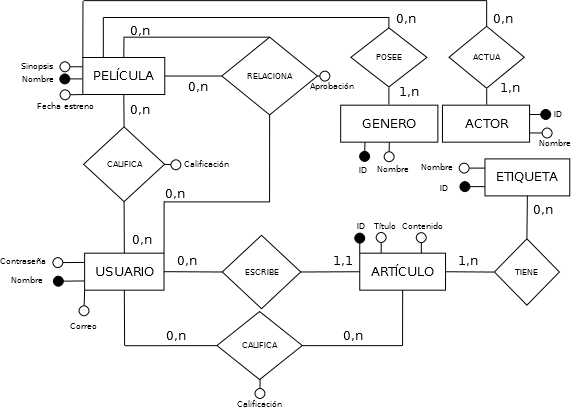 0,n
0,n
0,n
Sinopsis
Nombre
Fecha estreno
PELÍCULA
0,n
RELACIONA
Aprobación
POSEE
ACTUA
1,n
1,n
0,n
GENERO
ACTOR
ID
Nombre
ID
Nombre
CALIFICA
Calificación
Nombre
ID
ETIQUETA
0,n
0,n
0,n
Contraseña
Nombre
Correo
USUARIO
0,n
ESCRIBE
1,1
ID
Título
Contenido
ARTÍCULO
1,n
TIENE
0,n
CALIFICA
0,n
Calificación